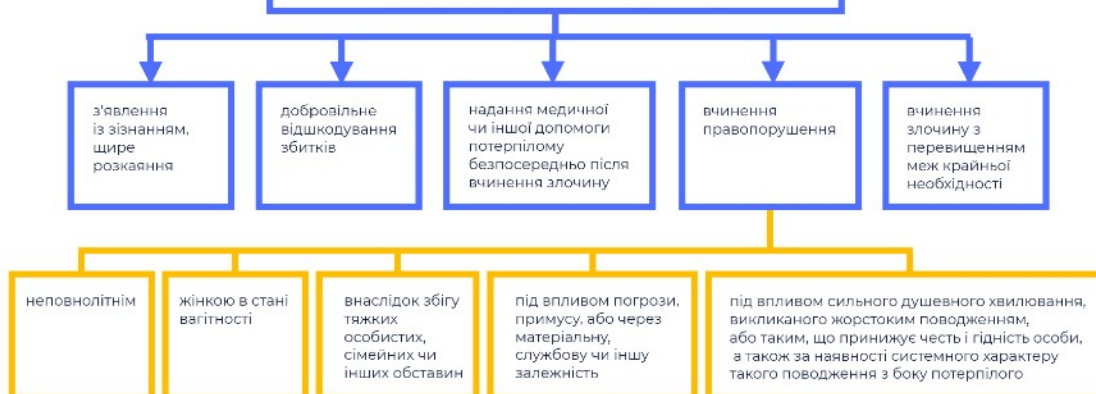 з'явлення
із зізнанням,
щире
розкаяння
добровільне
відшкодування
збитків
надання медичної
чи іншої допомоги
потерпілому
безпосередньо після
вчинення злочину
вчинення
правопорушення
вчинення
злочину з
перевищенням
меж крайньої
необхідності
неповнолітнім
жінкою в стані
вагітності
внаслідок збігу
тяжких
особистих,
сімейних чи
інших обставин
під впливом погрози,
примусу, або через
матеріальну,
службову чи іншу
залежність
під впливом сильного душевного хвилювання,
викликаного жорстоким поводженням,
або таким, що принижує честь і гідність особи,
а також за наявності системного характеру
такого поводження з боку потерпілого